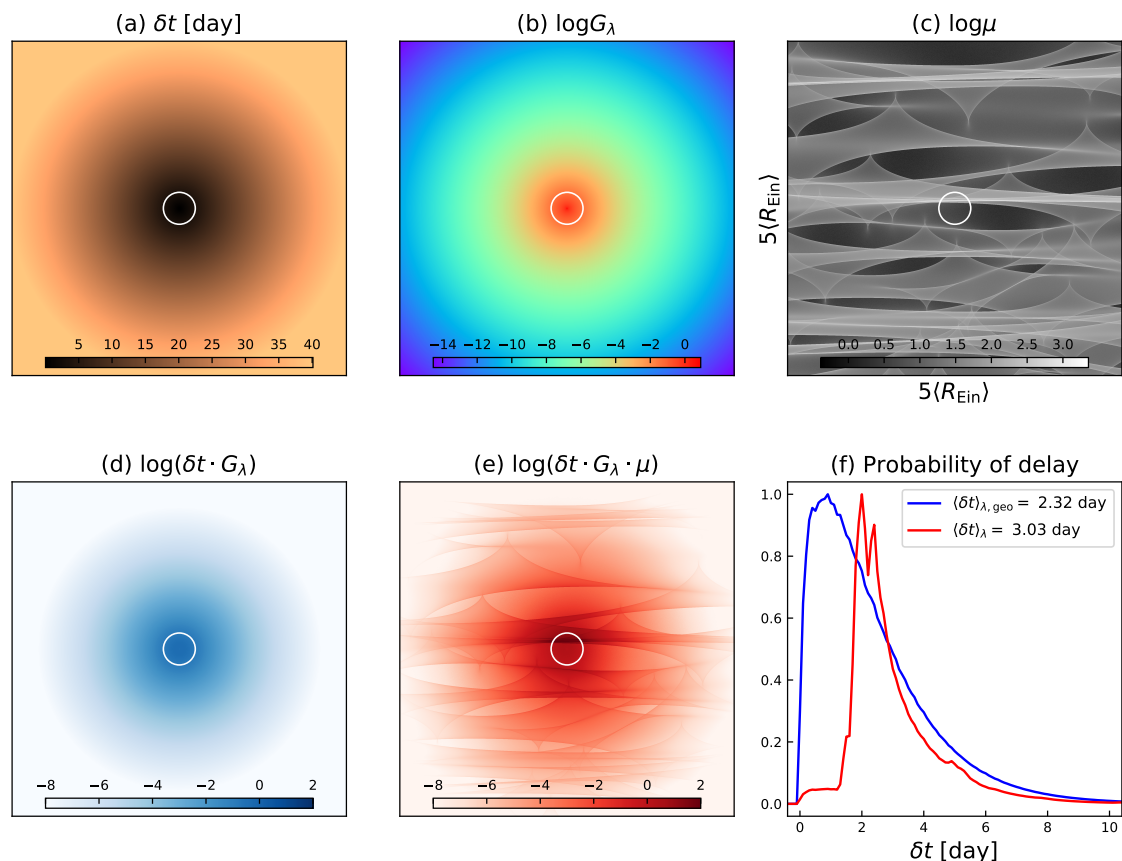 (a) δt [day]
(b) logG_λ
(c) logμ
5 10 15 20 25 30 35 40
−14 −12 −10 −8 −6 −4 −2 0
0.0 0.5 1.0 1.5 2.0 2.5 3.0
5⟨R_Ein⟩
5⟨R_Ein⟩
(d) log(δt · G_λ)
(e) log(δt · G_λ · μ)
(f) Probability of delay
−8 −6 −4 −2 0 2
−8 −6 −4 −2 0 2
1.0
0.8
0.6
0.4
0.2
0.0
⟨δt⟩_λ, geo = 2.32 day
⟨δt⟩_λ = 3.03 day
0 2 4 6 8 10
δt [day]